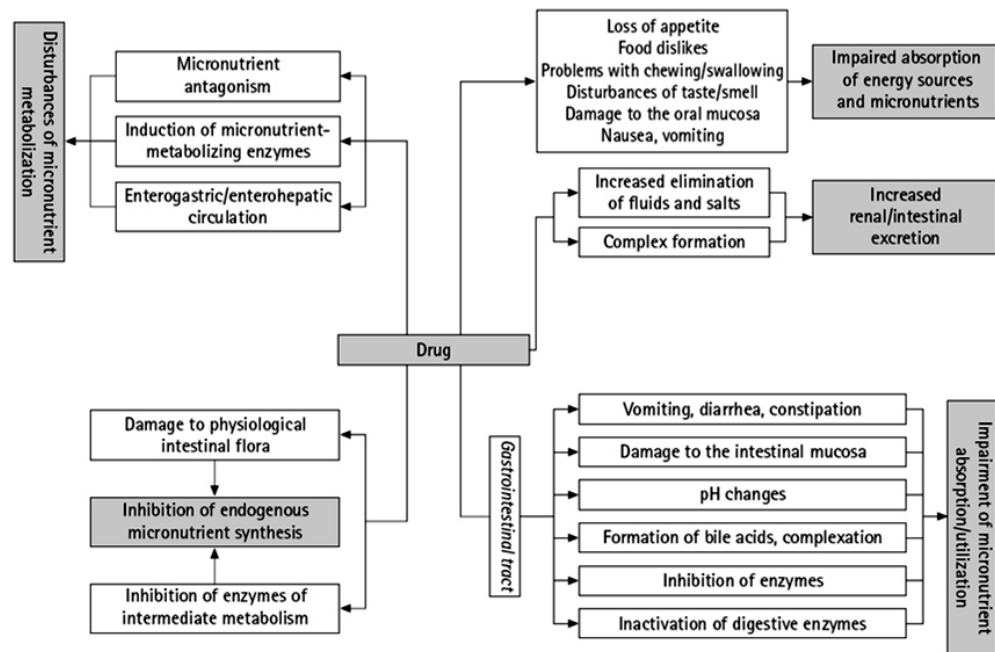 Disturbances of micronutrient
metabolization
Micronutrient
antagonism
Induction of micronutrient-
metabolizing enzymes
Enterogastric/enterohepatic
circulation
Loss of appetite
Food dislikes
Problems with chewing/swallowing
Disturbances of taste/smell
Damage to the oral mucosa
Nausea, vomiting
Impaired absorption
of energy sources
and micronutrients
Increased elimination
of fluids and salts
Complex formation
Increased
renal/intestinal
excretion
Drug
Damage to physiological
intestinal flora
Inhibition of endogenous
micronutrient synthesis
Inhibition of enzymes of
intermediate metabolism
Gastrointestinal tract
Vomiting, diarrhea, constipation
Damage to the intestinal mucosa
pH changes
Formation of bile acids, complexation
Inhibition of enzymes
Inactivation of digestive enzymes
Impairment of micronutrient
absorption/utilization